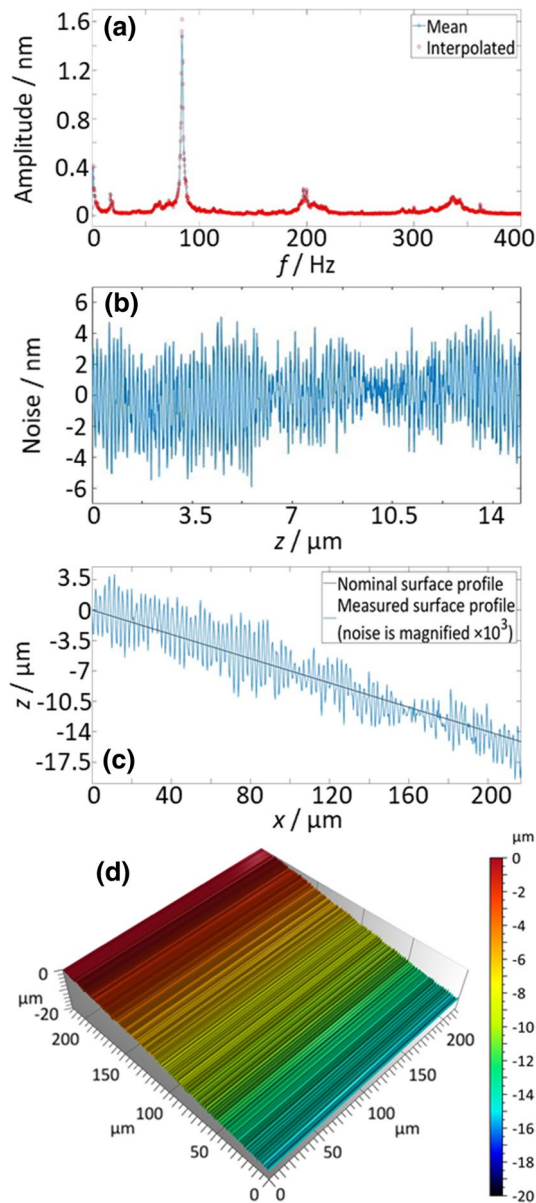 (a)
Amplitude / nm
1.6
1.2
0.8
0.4
0
Mean
Interpolated
0 100 200 300 400
f / Hz
(b)
Noise / nm
6
4
2
0
-2
-4
-6
0 3.5 7 10.5 14
z / μm
(c)
z / μm
3.5
0
-3.5
-7
-10.5
-14
-17.5
Nominal surface profile
Measured surface profile
(noise is magnified ×10³)
0 40 80 120 160 200
x / μm
(d)
0
μm
-20
200
150
μm
100
50
0
0
50
100
μm
150
200
μm
0
-2
-4
-6
-8
-10
-12
-14
-16
-18
-20